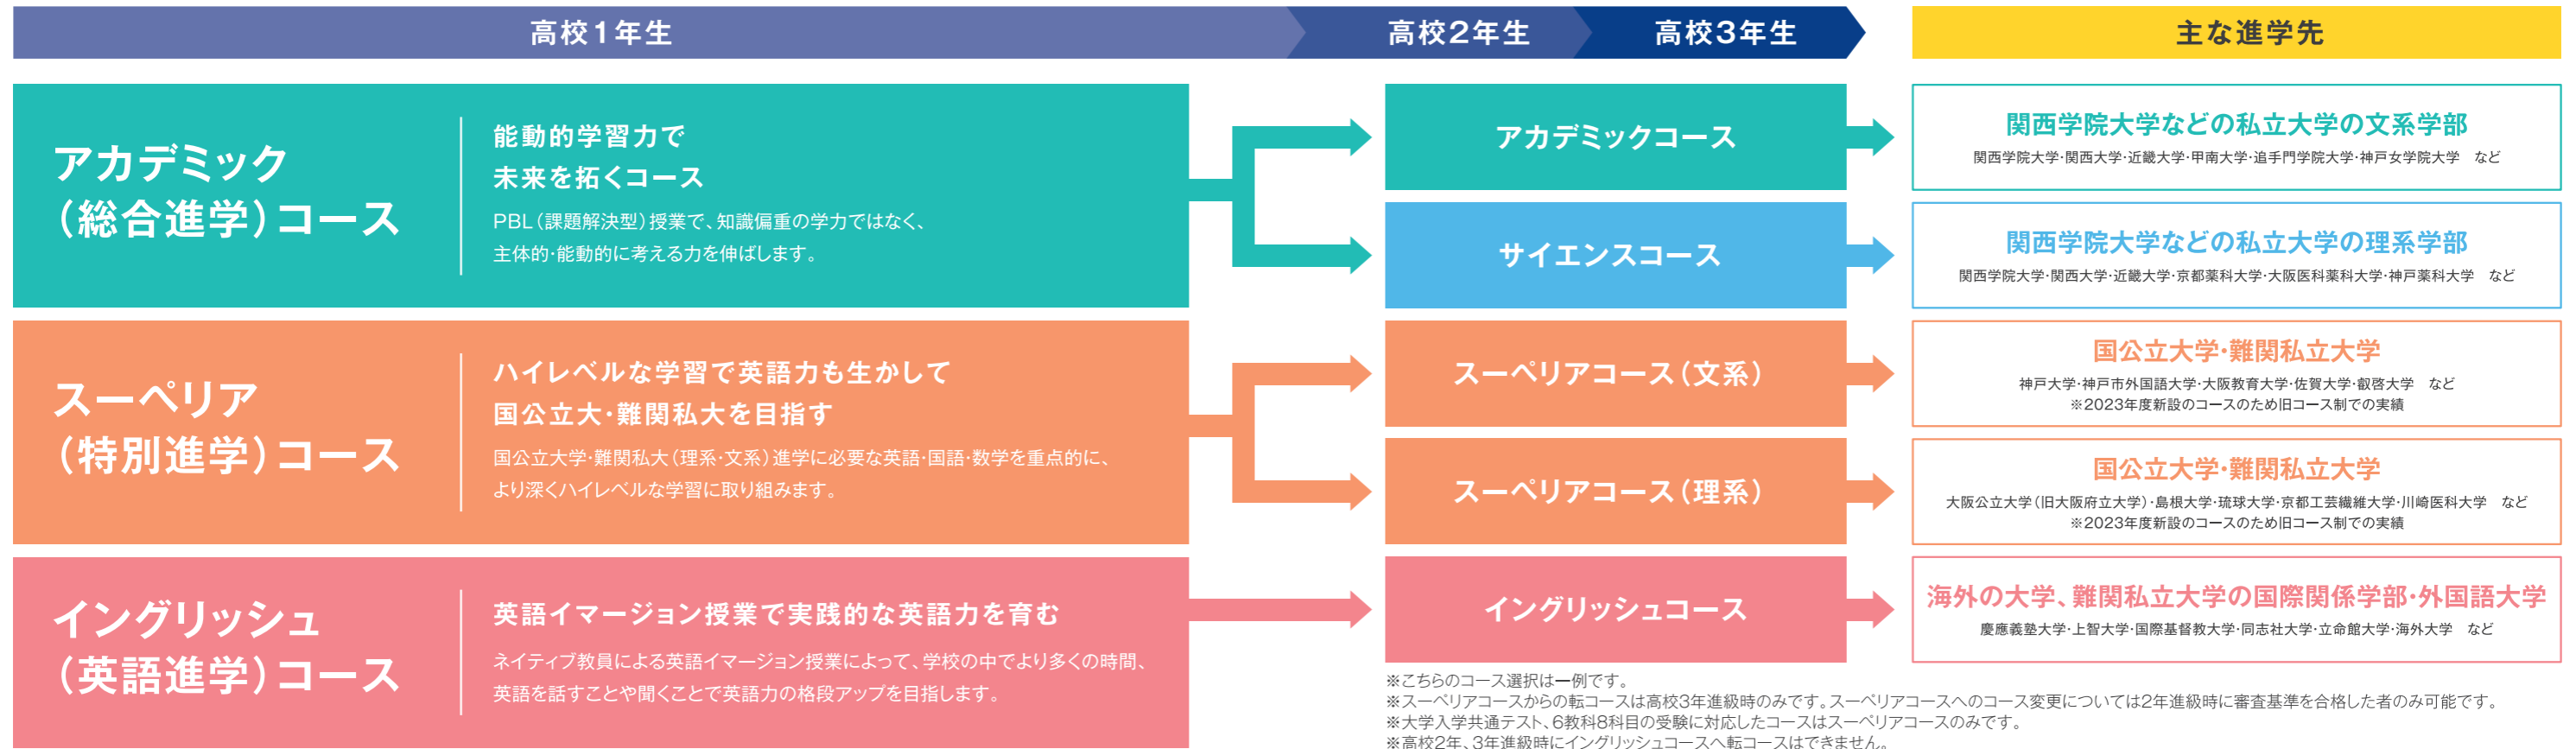 高校1年生
高校2年生
高校3年生
主な進学先
アカデミック
（総合進学）コース
能動的学習力で
未来を拓くコース
PBL（課題解決型）授業で、知識偏重の学力ではなく、
主体的・能動的に考える力を伸ばします。
アカデミックコース
関西学院大学などの私立大学の文系学部
関西学院大学・関西大学・近畿大学・甲南大学・追手門学院大学・神戸女学院大学　など
サイエンスコース
関西学院大学などの私立大学の理系学部
関西学院大学・関西大学・近畿大学・京都薬科大学・大阪医科薬科大学・神戸薬科大学　など
スーペリア
（特別進学）コース
ハイレベルな学習で英語力も生かして
国公立大・難関私大を目指す
国公立大学・難関私大（理系・文系）進学に必要な英語・国語・数学を重点的に、
より深くハイレベルな学習に取り組みます。
スーペリアコース（文系）
国公立大学・難関私立大学
神戸大学・神戸市外国語大学・大阪教育大学・佐賀大学・叡啓大学　など
※2023年度新設のコースのため旧コース制での実績
スーペリアコース（理系）
国公立大学・難関私立大学
大阪公立大学（旧大阪府立大学）・島根大学・琉球大学・京都工芸繊維大学・川崎医科大学　など
※2023年度新設のコースのため旧コース制での実績
イングリッシュ
（英語進学）コース
英語イマージョン授業で実践的な英語力を育む
ネイティブ教員による英語イマージョン授業によって、学校の中でより多くの時間、
英語を話すことや聞くことで英語力の格段アップを目指します。
イングリッシュコース
海外の大学、難関私立大学の国際関係学部・外国語大学
慶應義塾大学・上智大学・国際基督教大学・同志社大学・立命館大学・海外大学　など
※こちらのコース選択は一例です。
※スーペリアコースからの転コースは高校3年進級時のみです。スーペリアコースへのコース変更については2年進級時に審査基準を合格した者のみ可能です。
※大学入学共通テスト、6教科8科目の受験に対応したコースはスーペリアコースのみです。
※高校2年、3年進級時にイングリッシュコースへ転コースはできません。